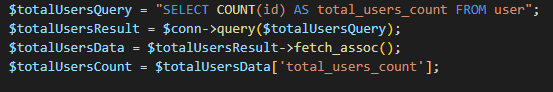 $totalUsersQuery = "SELECT COUNT(id) AS total_users_count FROM user";
$totalUsersResult = $conn->query($totalUsersQuery);
$totalUsersData = $totalUsersResult->fetch_assoc();
$totalUsersCount = $totalUsersData['total_users_count'];